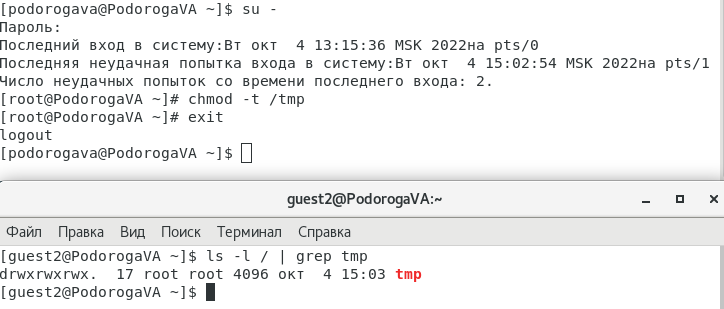 [podorogava@PodorogaVA ~]$ su -
Пароль:
Последний вход в систему:Вт окт  4 13:15:36 MSK 2022на pts/0
Последняя неудачная попытка входа в систему:Вт окт  4 15:02:54 MSK 2022на pts/1
Число неудачных попыток со времени последнего входа: 2.
[root@PodorogaVA ~]# chmod -t /tmp
[root@PodorogaVA ~]# exit
logout
[podorogava@PodorogaVA ~]$
guest2@PodorogaVA:~
Файл Правка Вид Поиск Терминал Справка
[guest2@PodorogaVA ~]$ ls -l / | grep tmp
drwxrwxrwx.  17 root root 4096 окт  4 15:03 tmp
[guest2@PodorogaVA ~]$